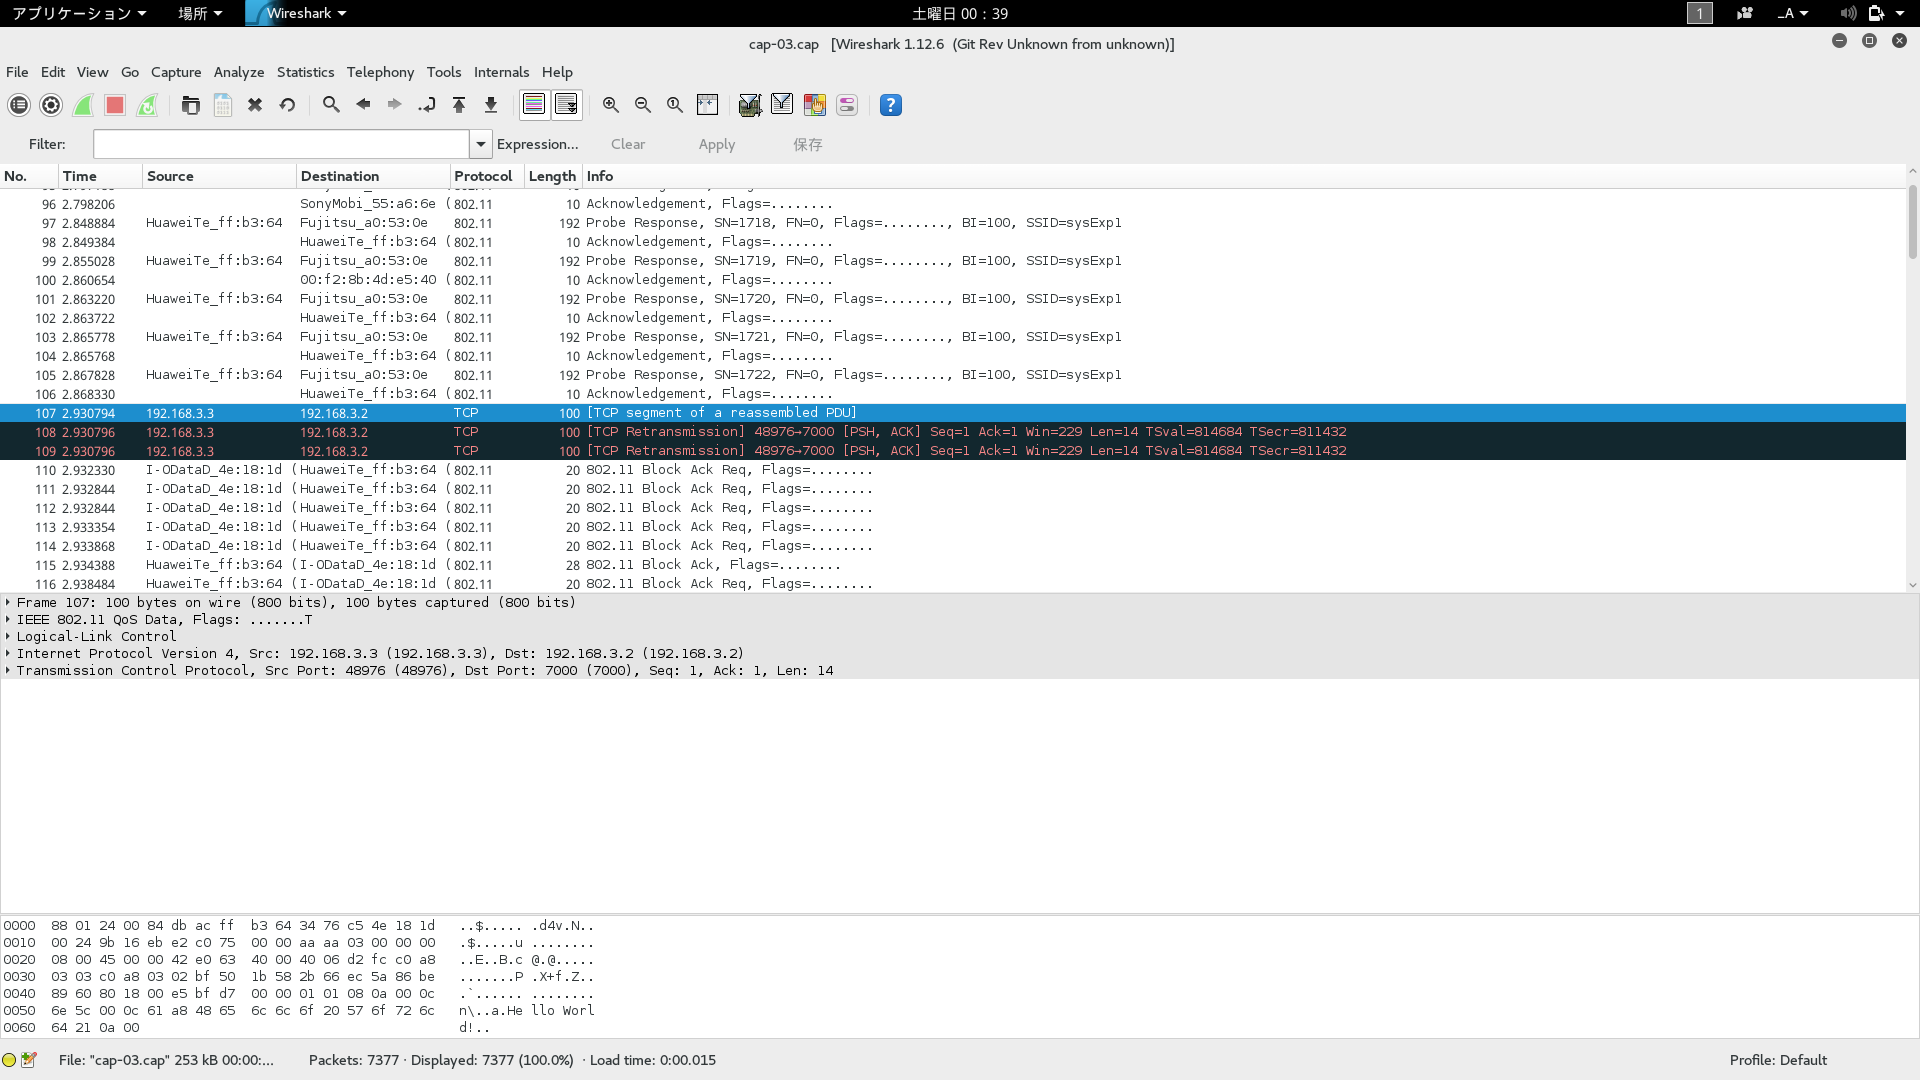 アプリケーション 場所 Wireshark 土曜日 00：39 1 _A
cap-03.cap [Wireshark 1.12.6 (Git Rev Unknown from unknown)]
File Edit View Go Capture Analyze Statistics Telephony Tools Internals Help
Filter: Expression... Clear Apply 保存
No. Time Source Destination Protocol Length Info
96 2.798206 SonyMobi_55:a6:6e ( 802.11 10 Acknowledgement, Flags=........
97 2.848884 HuaweiTe_ff:b3:64 Fujitsu_a0:53:0e 802.11 192 Probe Response, SN=1718, FN=0, Flags=........, BI=100, SSID=sysExp1
98 2.849384 HuaweiTe_ff:b3:64 ( 802.11 10 Acknowledgement, Flags=........
99 2.855028 HuaweiTe_ff:b3:64 Fujitsu_a0:53:0e 802.11 192 Probe Response, SN=1719, FN=0, Flags=........, BI=100, SSID=sysExp1
100 2.860654 00:f2:8b:4d:e5:40 ( 802.11 10 Acknowledgement, Flags=........
101 2.863220 HuaweiTe_ff:b3:64 Fujitsu_a0:53:0e 802.11 192 Probe Response, SN=1720, FN=0, Flags=........, BI=100, SSID=sysExp1
102 2.863722 HuaweiTe_ff:b3:64 ( 802.11 10 Acknowledgement, Flags=........
103 2.865778 HuaweiTe_ff:b3:64 Fujitsu_a0:53:0e 802.11 192 Probe Response, SN=1721, FN=0, Flags=........, BI=100, SSID=sysExp1
104 2.865768 HuaweiTe_ff:b3:64 ( 802.11 10 Acknowledgement, Flags=........
105 2.867828 HuaweiTe_ff:b3:64 Fujitsu_a0:53:0e 802.11 192 Probe Response, SN=1722, FN=0, Flags=........, BI=100, SSID=sysExp1
106 2.868330 HuaweiTe_ff:b3:64 ( 802.11 10 Acknowledgement, Flags=........
107 2.930794 192.168.3.3 192.168.3.2 TCP 100 [TCP segment of a reassembled PDU]
108 2.930796 192.168.3.3 192.168.3.2 TCP 100 [TCP Retransmission] 48976→7000 [PSH, ACK] Seq=1 Ack=1 Win=229 Len=14 TSval=814684 TSecr=811432
109 2.930796 192.168.3.3 192.168.3.2 TCP 100 [TCP Retransmission] 48976→7000 [PSH, ACK] Seq=1 Ack=1 Win=229 Len=14 TSval=814684 TSecr=811432
110 2.932330 I-ODataD_4e:18:1d ( HuaweiTe_ff:b3:64 ( 802.11 20 802.11 Block Ack Req, Flags=........
111 2.932844 I-ODataD_4e:18:1d ( HuaweiTe_ff:b3:64 ( 802.11 20 802.11 Block Ack Req, Flags=........
112 2.932844 I-ODataD_4e:18:1d ( HuaweiTe_ff:b3:64 ( 802.11 20 802.11 Block Ack Req, Flags=........
113 2.933354 I-ODataD_4e:18:1d ( HuaweiTe_ff:b3:64 ( 802.11 20 802.11 Block Ack Req, Flags=........
114 2.933868 I-ODataD_4e:18:1d ( HuaweiTe_ff:b3:64 ( 802.11 20 802.11 Block Ack Req, Flags=........
115 2.934388 HuaweiTe_ff:b3:64 ( I-ODataD_4e:18:1d ( 802.11 28 802.11 Block Ack, Flags=........
116 2.938484 HuaweiTe_ff:b3:64 ( I-ODataD_4e:18:1d ( 802.11 20 802.11 Block Ack Req, Flags=........
Frame 107: 100 bytes on wire (800 bits), 100 bytes captured (800 bits)
IEEE 802.11 QoS Data, Flags: .......T
Logical-Link Control
Internet Protocol Version 4, Src: 192.168.3.3 (192.168.3.3), Dst: 192.168.3.2 (192.168.3.2)
Transmission Control Protocol, Src Port: 48976 (48976), Dst Port: 7000 (7000), Seq: 1, Ack: 1, Len: 14
0000 88 01 24 00 84 db ac ff b3 64 34 76 c5 4e 18 1d ..$..... .d4v.N..
0010 00 24 9b 16 eb e2 c0 75 00 00 aa aa 03 00 00 00 .$.....u ........
0020 08 00 45 00 00 42 e0 63 40 00 40 06 d2 fc c0 a8 ..E..B.c @.@.....
0030 03 03 c0 a8 03 02 bf 50 1b 58 2b 66 ec 5a 86 be .......P .X+f.Z..
0040 89 60 80 18 00 e5 bf d7 00 00 01 01 08 0a 00 0c .`...... ........
0050 6e 5c 00 0c 61 a8 48 65 6c 6c 6f 20 57 6f 72 6c n\..a.He llo Worl
0060 64 21 0a 00 d!..
File: "cap-03.cap" 253 kB 00:00:... Packets: 7377 · Displayed: 7377 (100.0%) · Load time: 0:00.015 Profile: Default